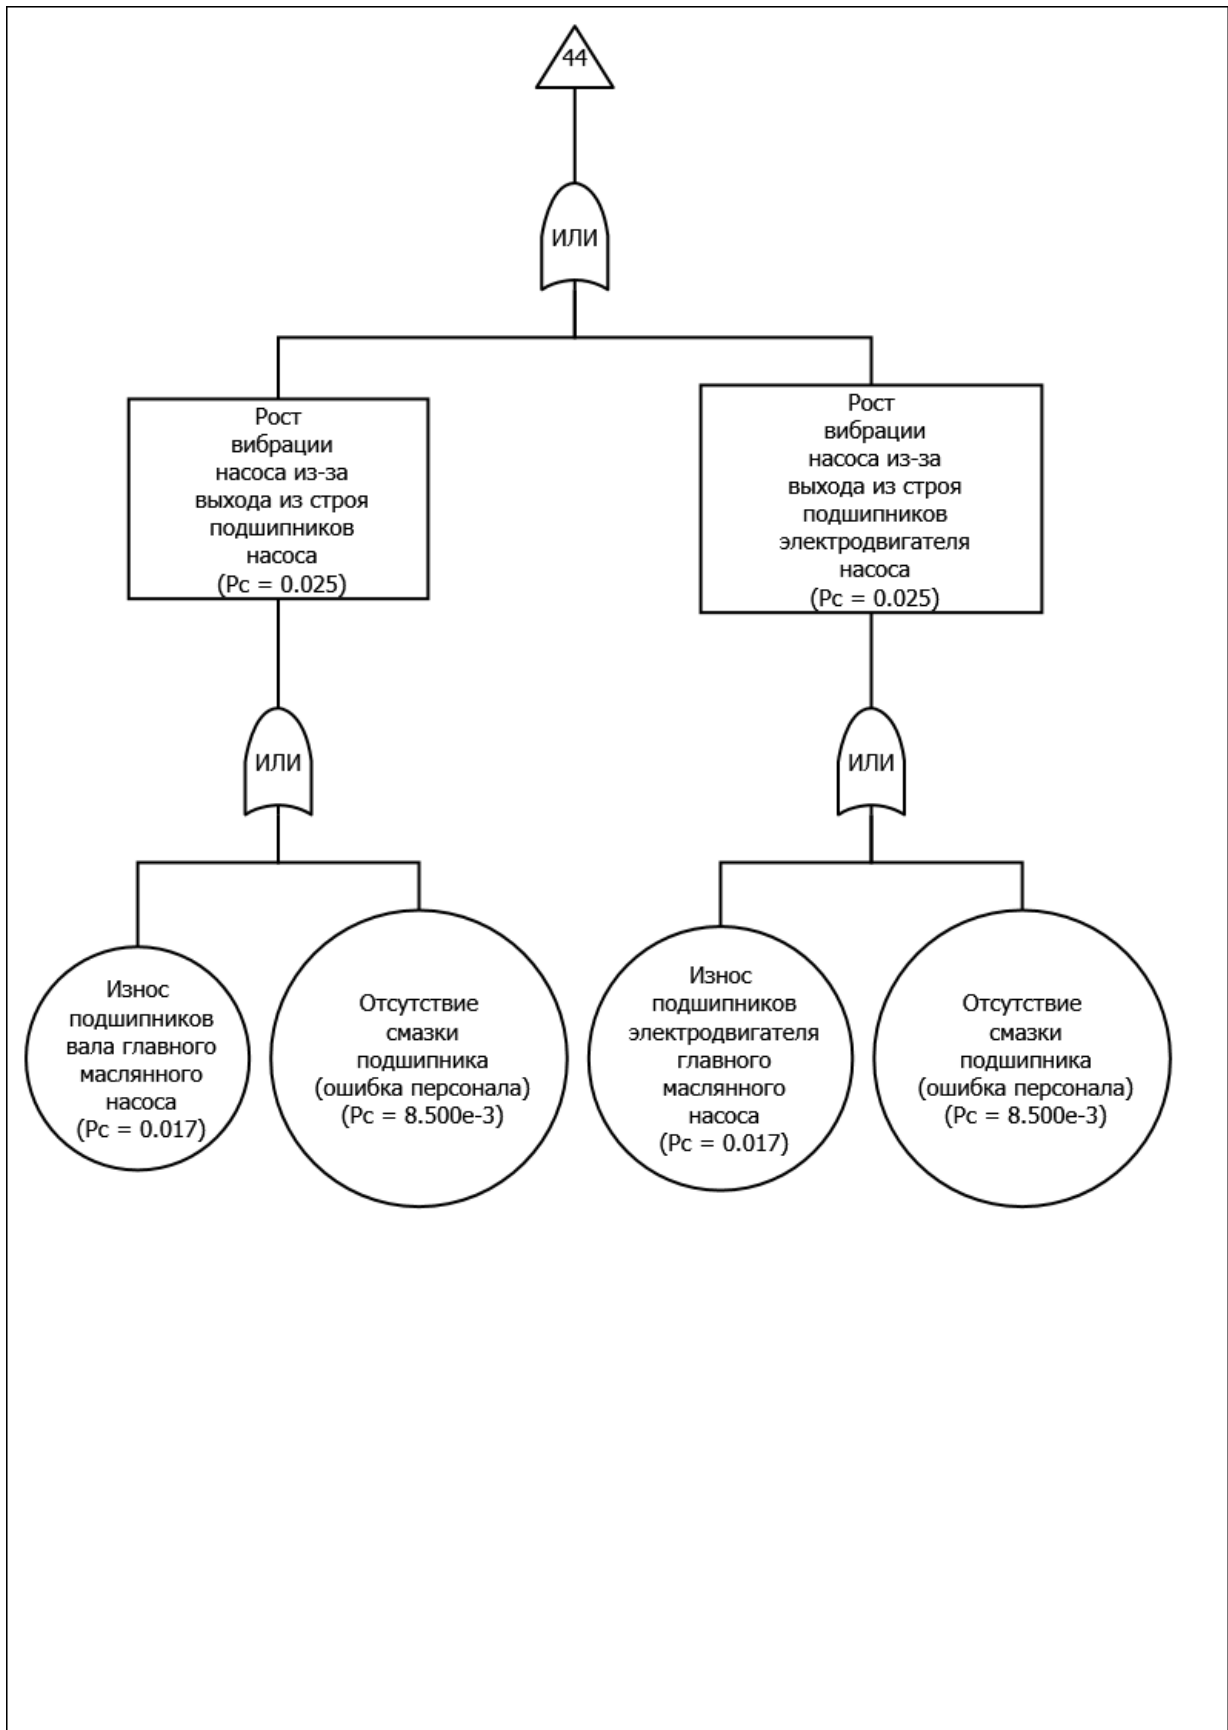 44
ИЛИ
Рост
вибрации
насоса из-за
выхода из строя
подшипников
насоса
(Pc = 0.025)
Рост
вибрации
насоса из-за
выхода из строя
подшипников
электродвигателя
насоса
(Pc = 0.025)
ИЛИ
ИЛИ
Износ
подшипников
вала главного
маслянного
насоса
(Pc = 0.017)
Отсутствие
смазки
подшипника
(ошибка персонала)
(Pc = 8.500e-3)
Износ
подшипников
электродвигателя
главного
маслянного
насоса
(Pc = 0.017)
Отсутствие
смазки
подшипника
(ошибка персонала)
(Pc = 8.500e-3)